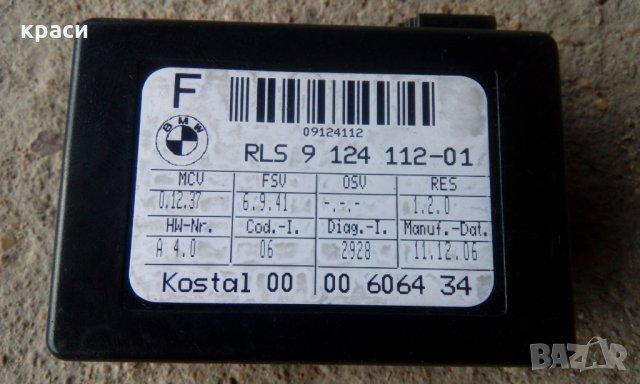 краси
F
09124112
BMW
RLS 9 124 112-01
MCV FSV OSV RES
0.12.37 6.9.41 -.-.- 1.2.0
HW-Nr. Cod.-I. Diag.-I. Manuf.-Dat.
A 4.0 06 2928 11.12.06
Kostal 00 00 6064 34
BAZAR